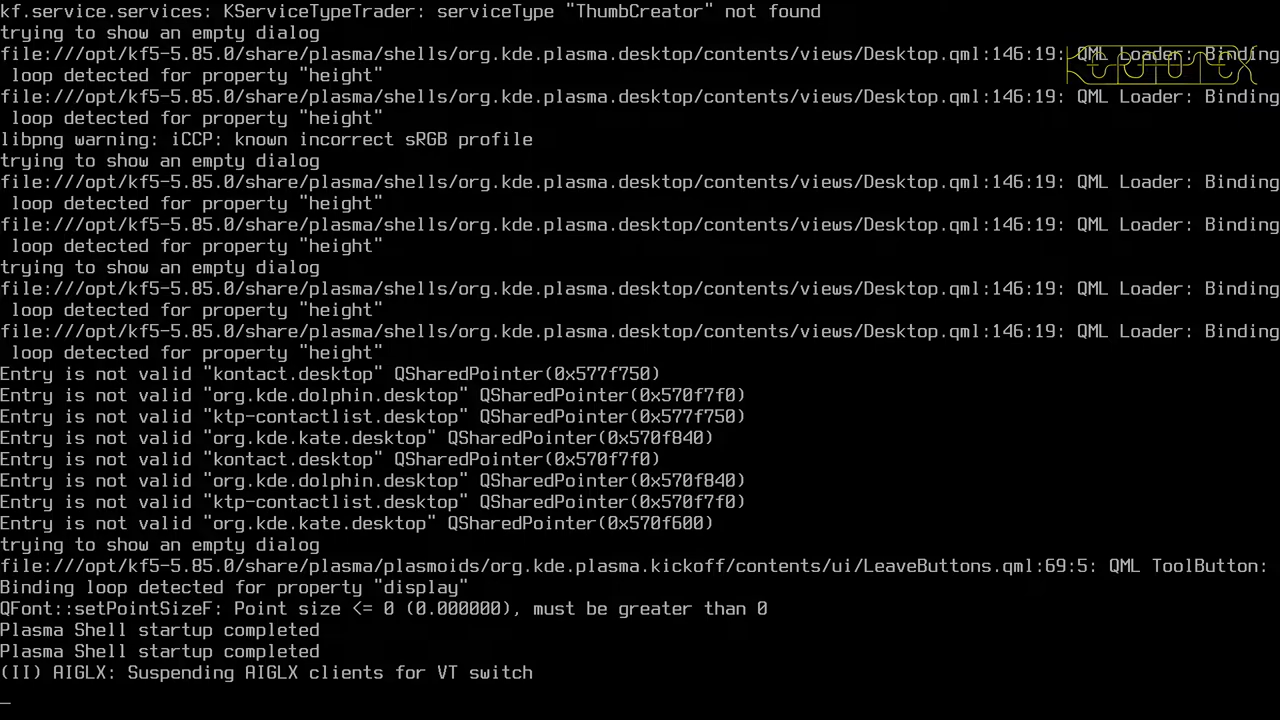 kf.service.services: KServiceTypeTrader: serviceType "ThumbCreator" not found
trying to show an empty dialog
file:///opt/kf5-5.85.0/share/plasma/shells/org.kde.plasma.desktop/contents/views/Desktop.qml:146:19: QML Loader: Binding
 loop detected for property "height"
file:///opt/kf5-5.85.0/share/plasma/shells/org.kde.plasma.desktop/contents/views/Desktop.qml:146:19: QML Loader: Binding
 loop detected for property "height"
libpng warning: iCCP: known incorrect sRGB profile
trying to show an empty dialog
file:///opt/kf5-5.85.0/share/plasma/shells/org.kde.plasma.desktop/contents/views/Desktop.qml:146:19: QML Loader: Binding
 loop detected for property "height"
file:///opt/kf5-5.85.0/share/plasma/shells/org.kde.plasma.desktop/contents/views/Desktop.qml:146:19: QML Loader: Binding
 loop detected for property "height"
trying to show an empty dialog
file:///opt/kf5-5.85.0/share/plasma/shells/org.kde.plasma.desktop/contents/views/Desktop.qml:146:19: QML Loader: Binding
 loop detected for property "height"
file:///opt/kf5-5.85.0/share/plasma/shells/org.kde.plasma.desktop/contents/views/Desktop.qml:146:19: QML Loader: Binding
 loop detected for property "height"
Entry is not valid "kontact.desktop" QSharedPointer(0x577f750)
Entry is not valid "org.kde.dolphin.desktop" QSharedPointer(0x570f7f0)
Entry is not valid "ktp-contactlist.desktop" QSharedPointer(0x577f750)
Entry is not valid "org.kde.kate.desktop" QSharedPointer(0x570f840)
Entry is not valid "kontact.desktop" QSharedPointer(0x570f7f0)
Entry is not valid "org.kde.dolphin.desktop" QSharedPointer(0x570f840)
Entry is not valid "ktp-contactlist.desktop" QSharedPointer(0x570f7f0)
Entry is not valid "org.kde.kate.desktop" QSharedPointer(0x570f600)
trying to show an empty dialog
file:///opt/kf5-5.85.0/share/plasma/plasmoids/org.kde.plasma.kickoff/contents/ui/LeaveButtons.qml:69:5: QML ToolButton:
Binding loop detected for property "display"
QFont::setPointSizeF: Point size <= 0 (0.000000), must be greater than 0
Plasma Shell startup completed
Plasma Shell startup completed
(II) AIGLX: Suspending AIGLX clients for VT switch